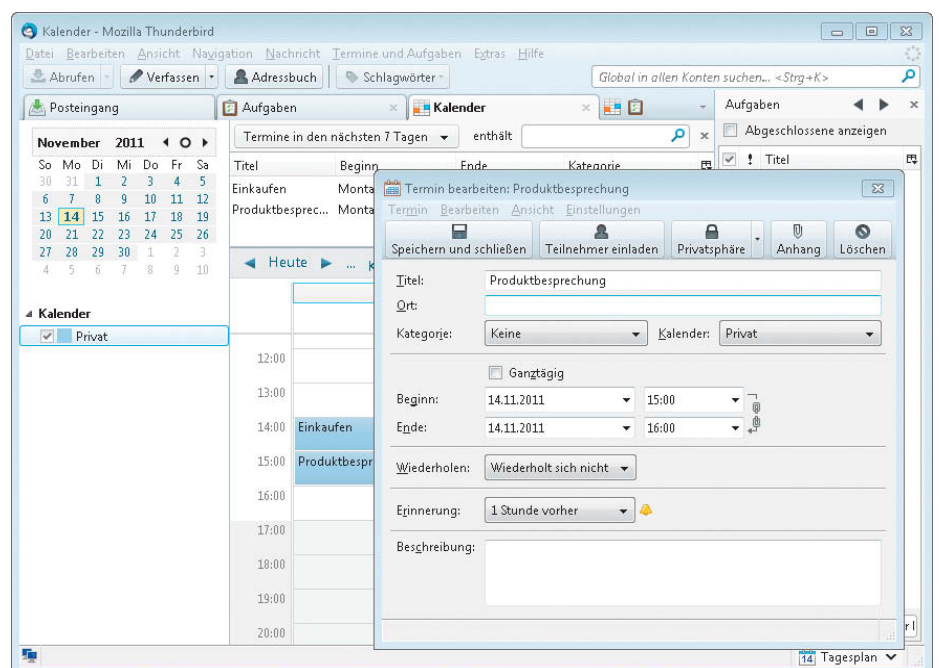 Kalender - Mozilla Thunderbird
Datei Bearbeiten Ansicht Navigation Nachricht Termine und Aufgaben Extras Hilfe
Abrufen Verfassen Adressbuch Schlagwörter Global in allen Konten suchen... <Strg+K>
Posteingang Aufgaben Kalender Aufgaben
November 2011 Termine in den nächsten 7 Tagen enthält Abgeschlossene anzeigen
So Mo Di Mi Do Fr Sa Titel Beginn Ende Kategorie ! Titel
30 31 1 2 3 4 5 Einkaufen Monta
6 7 8 9 10 11 12 Produktbesprec... Monta
13 14 15 16 17 18 19
20 21 22 23 24 25 26
27 28 29 30 1 2 3
4 5 6 7 8 9 10 Heute ...
Kalender
Privat
12:00
13:00
14:00 Einkaufen
15:00 Produktbespr
16:00
17:00
18:00
19:00
20:00
Termin bearbeiten: Produktbesprechung
Termin Bearbeiten Ansicht Einstellungen
Speichern und schließen Teilnehmer einladen Privatsphäre Anhang Löschen
Titel: Produktbesprechung
Ort:
Kategorie: Keine Kalender: Privat
Ganztägig
Beginn: 14.11.2011 15:00
Ende: 14.11.2011 16:00
Wiederholen: Wiederholt sich nicht
Erinnerung: 1 Stunde vorher
Beschreibung:
14 Tagesplan